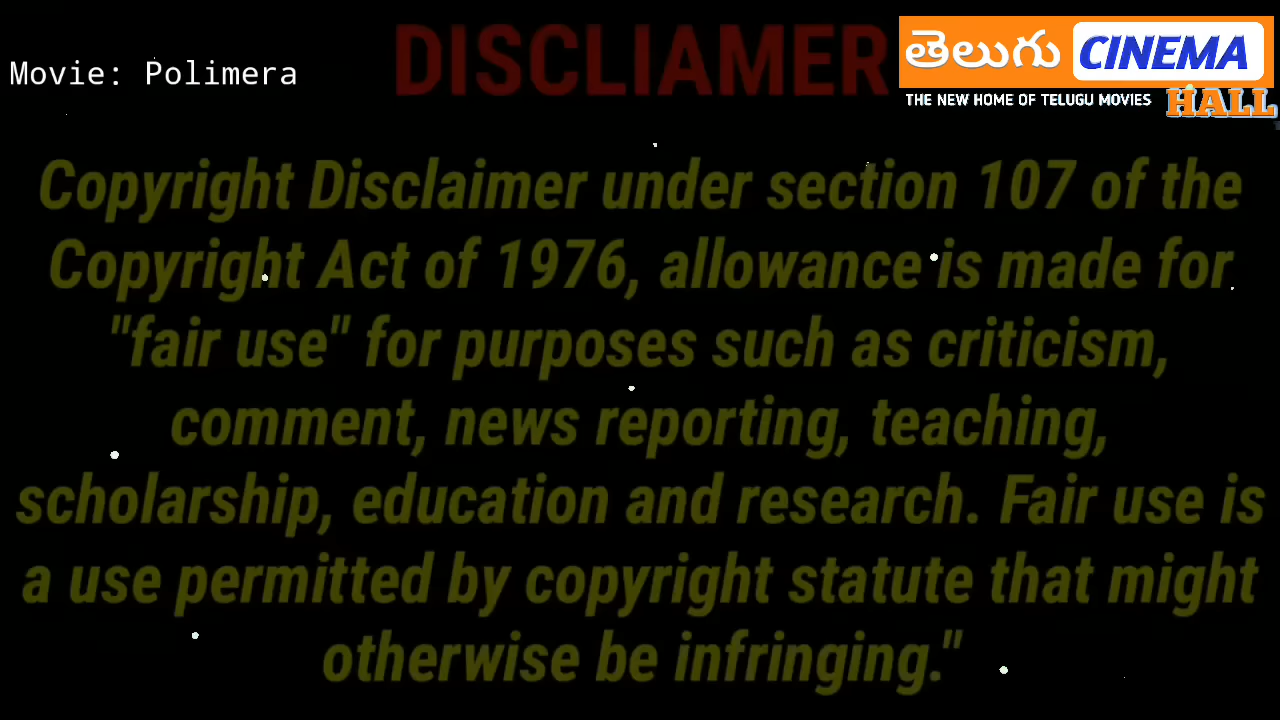 DISCLIAMER
Movie: Polimera
తెలుగు CINEMA
THE NEW HOME OF TELUGU MOVIES HALL
Copyright Disclaimer under section 107 of the
Copyright Act of 1976, allowance is made for
"fair use" for purposes such as criticism,
comment, news reporting, teaching,
scholarship, education and research. Fair use is
a use permitted by copyright statute that might
otherwise be infringing."